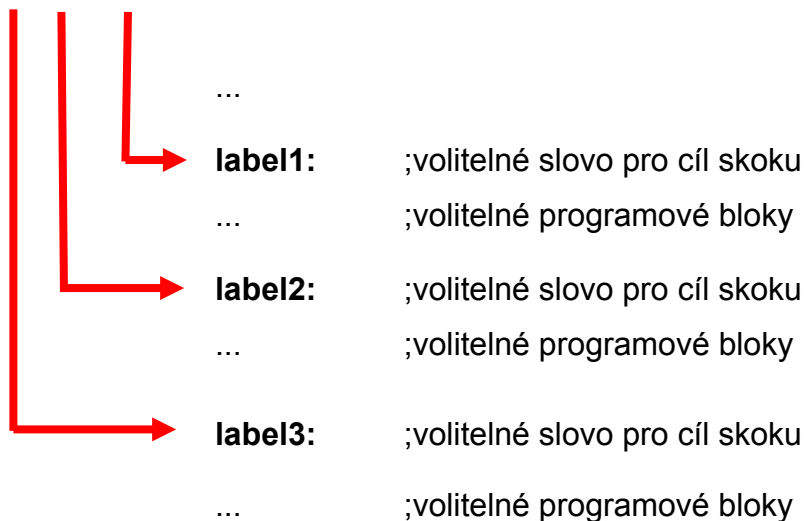 ...
label1: ;volitelné slovo pro cíl skoku
... ;volitelné programové bloky
label2: ;volitelné slovo pro cíl skoku
... ;volitelné programové bloky
label3: ;volitelné slovo pro cíl skoku
... ;volitelné programové bloky